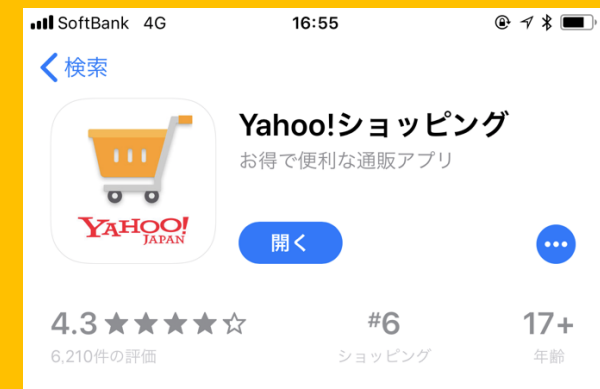 SoftBank 4G 16:55
検索
Yahoo!ショッピング
お得で便利な通販アプリ
YAHOO!
JAPAN
開く
4.3 #6 17+
6,210件の評価 ショッピング 年齢